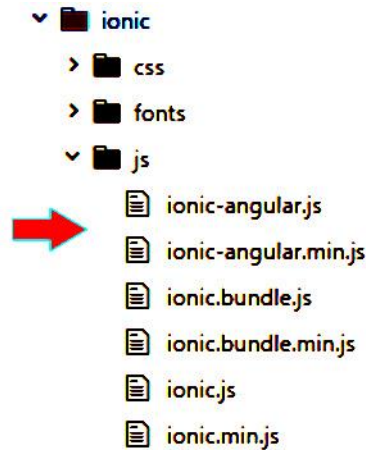 ionic
css
fonts
js
ionic-angular.js
ionic-angular.min.js
ionic.bundle.js
ionic.bundle.min.js
ionic.js
ionic.min.js